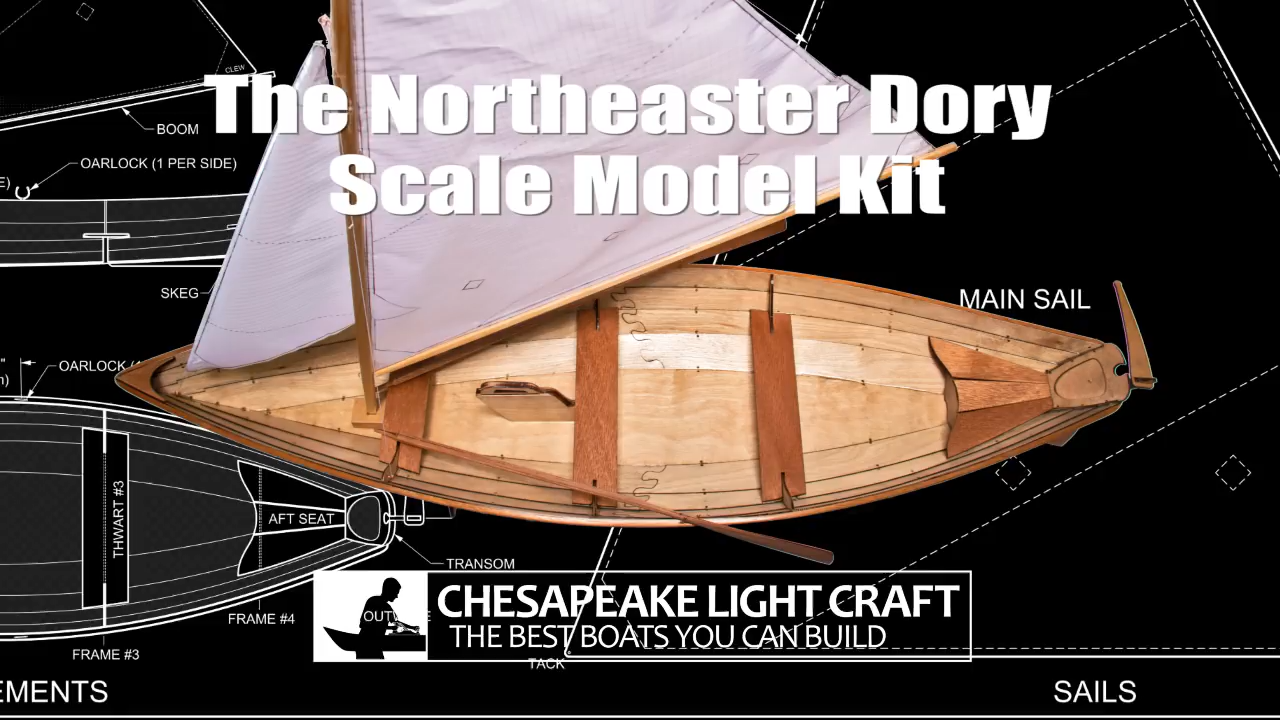 CLEW
The Northeaster Dory
Scale Model Kit
BOOM
OARLOCK (1 PER SIDE)
SKEG
MAIN SAIL
OARLOCK
THWART #3
AFT SEAT
TRANSOM
FRAME #4
FRAME #3
CHESAPEAKE LIGHT CRAFT
THE BEST BOATS YOU CAN BUILD
TACK
SAILS